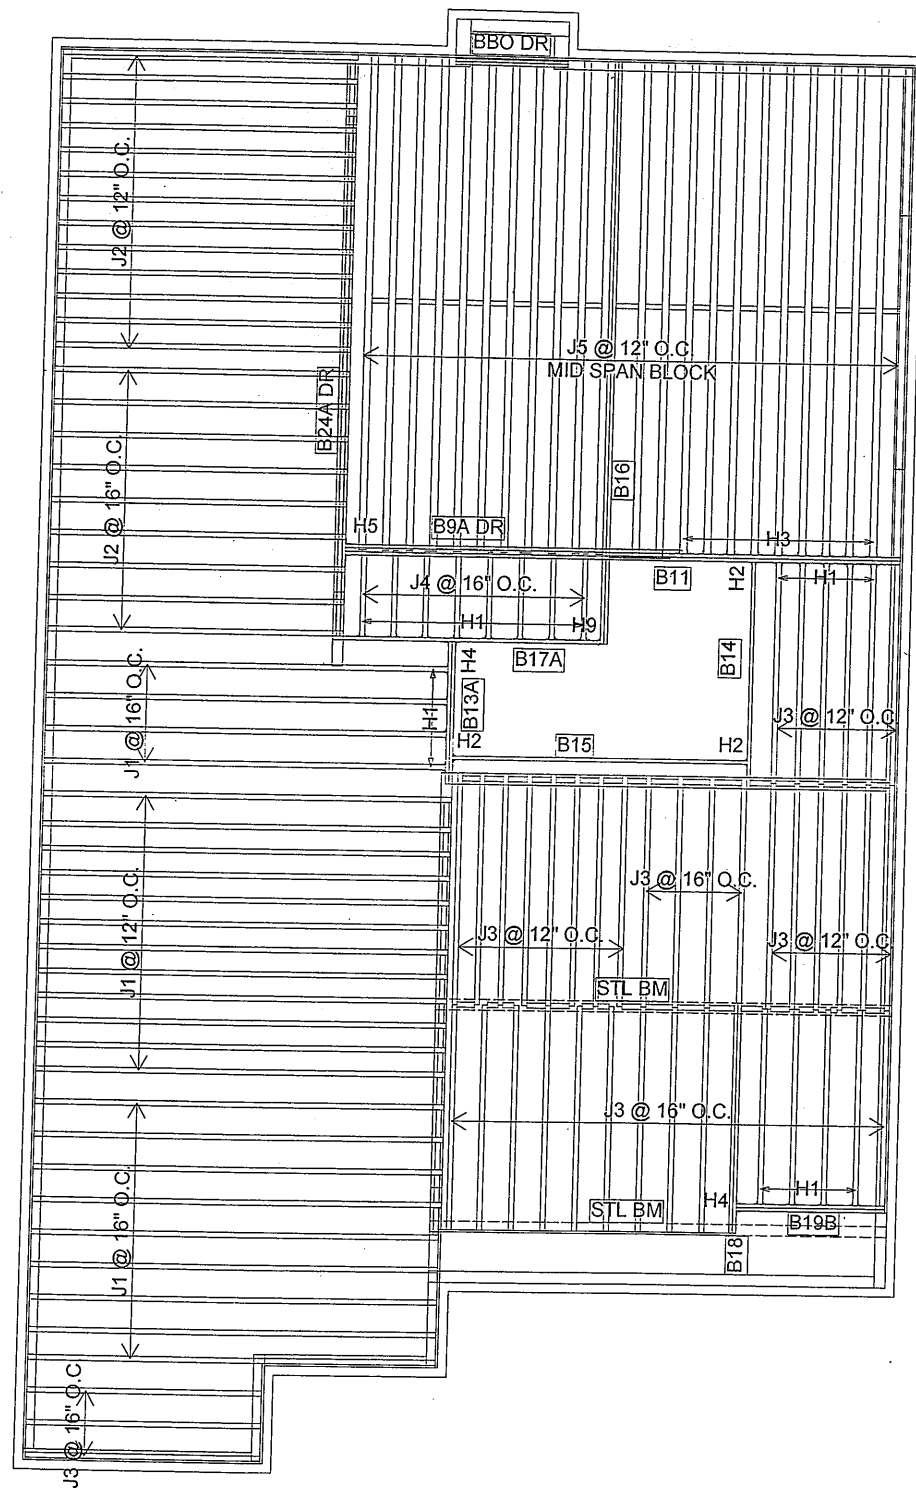 BBO DR
J2 @ 12" O.C.
J5 @ 12" O.C.
MID SPAN BLOCK
B24A DR
J2 @ 16" O.C.
B16
H5
B9A DR
H3
J4 @ 16" O.C.
B11
H2
H1
H1
H9
B17A
B14
H4
J1 @ 16" O.C.
H1
B13A
J3 @ 12" O.C
H2
B15
H2
J3 @ 16" O.C.
J1 @ 12" O.C.
J3 @ 12" O.C.
J3 @ 12" O.C
STL BM
J3 @ 16" O.C.
J1 @ 16" O.C.
H4
H1
STL BM
B19B
B18
J3 @ 16" O.C